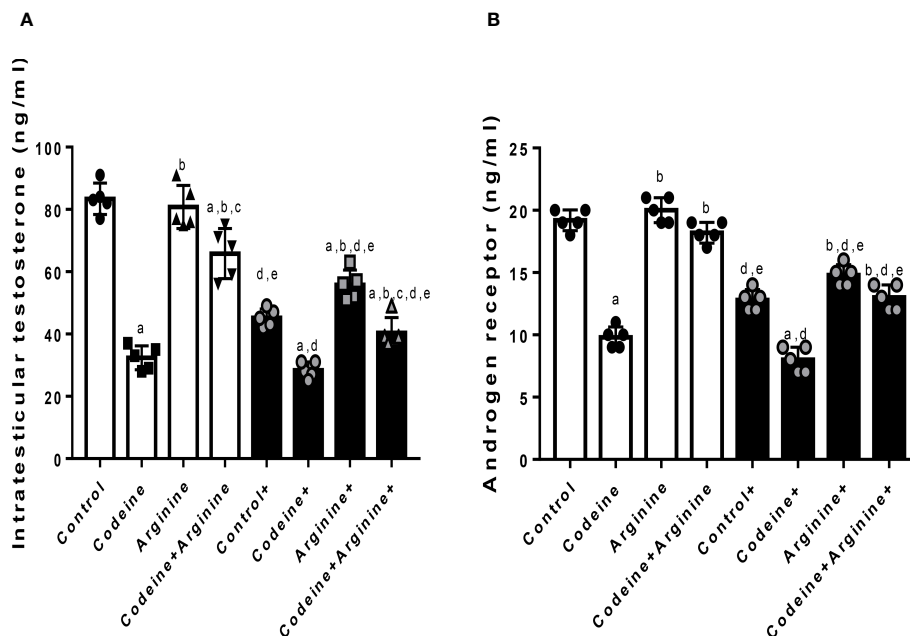 A
Intratesticular testosterone (ng/ml)
100
80
60
40
20
0
a
b
a,b,c
d,e
a,d
a,b,d,e
a,b,c,d,e
Control
Codeine
Arginine
Codeine+Arginine
Control+
Codeine+
Arginine+
Codeine+Arginine+
B
Androgen receptor (ng/ml)
25
20
15
10
5
0
a
b
b
d,e
a,d
b,d,e
b,d,e
Control
Codeine
Arginine
Codeine+Arginine
Control+
Codeine+
Arginine+
Codeine+Arginine+